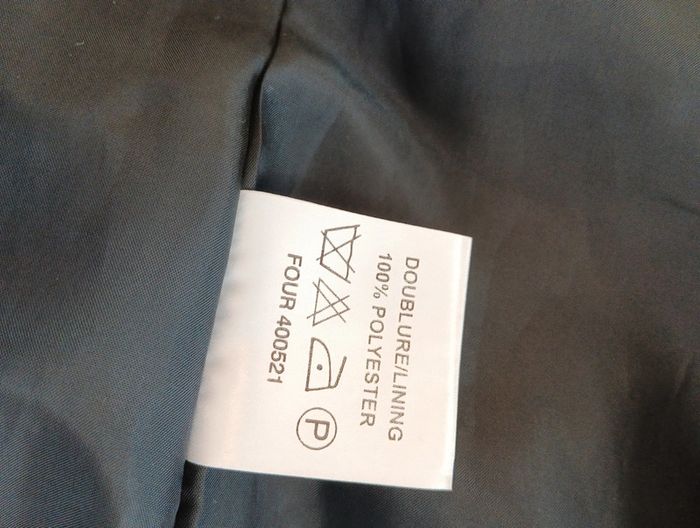 DOUBLURE/LINING
100% POLYESTER
P
FOUR 400521